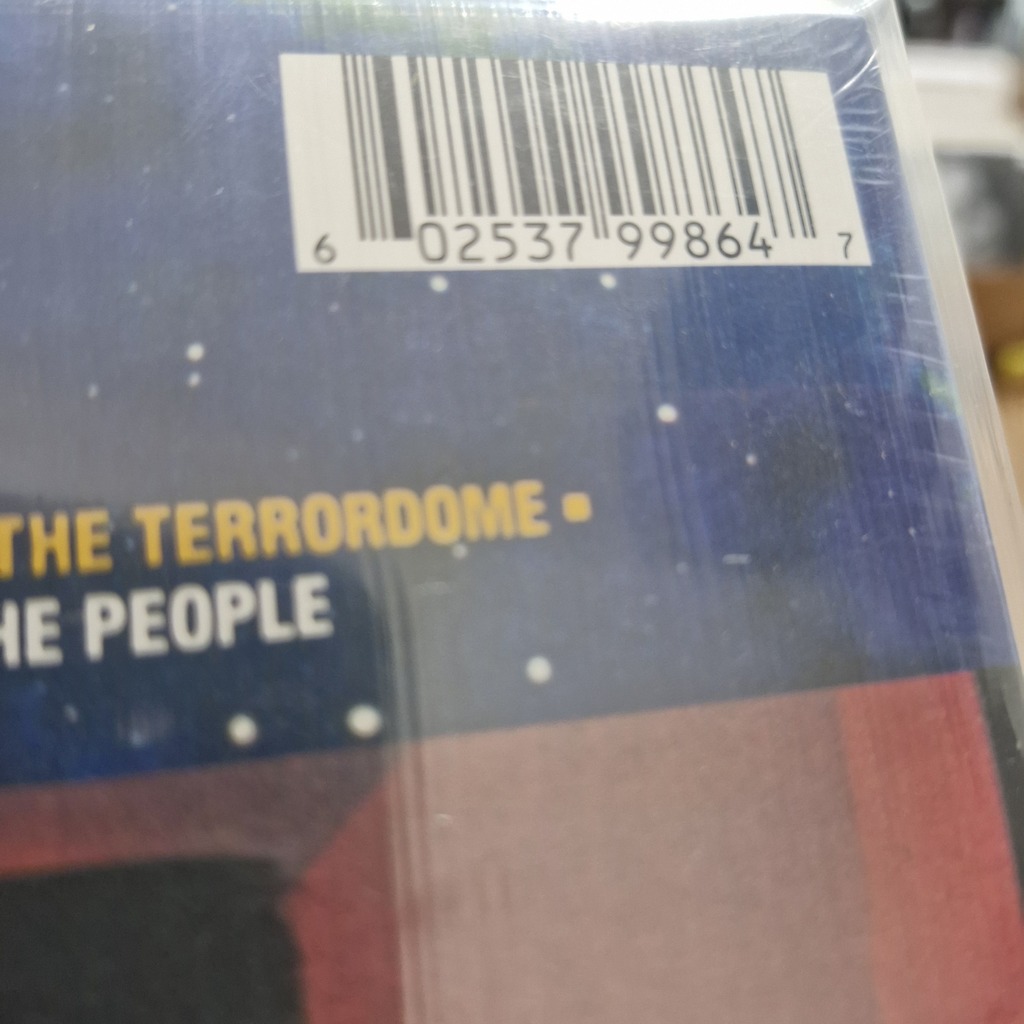 6 02537 99864 7
THE TERRORDOME ▪
HE PEOPLE